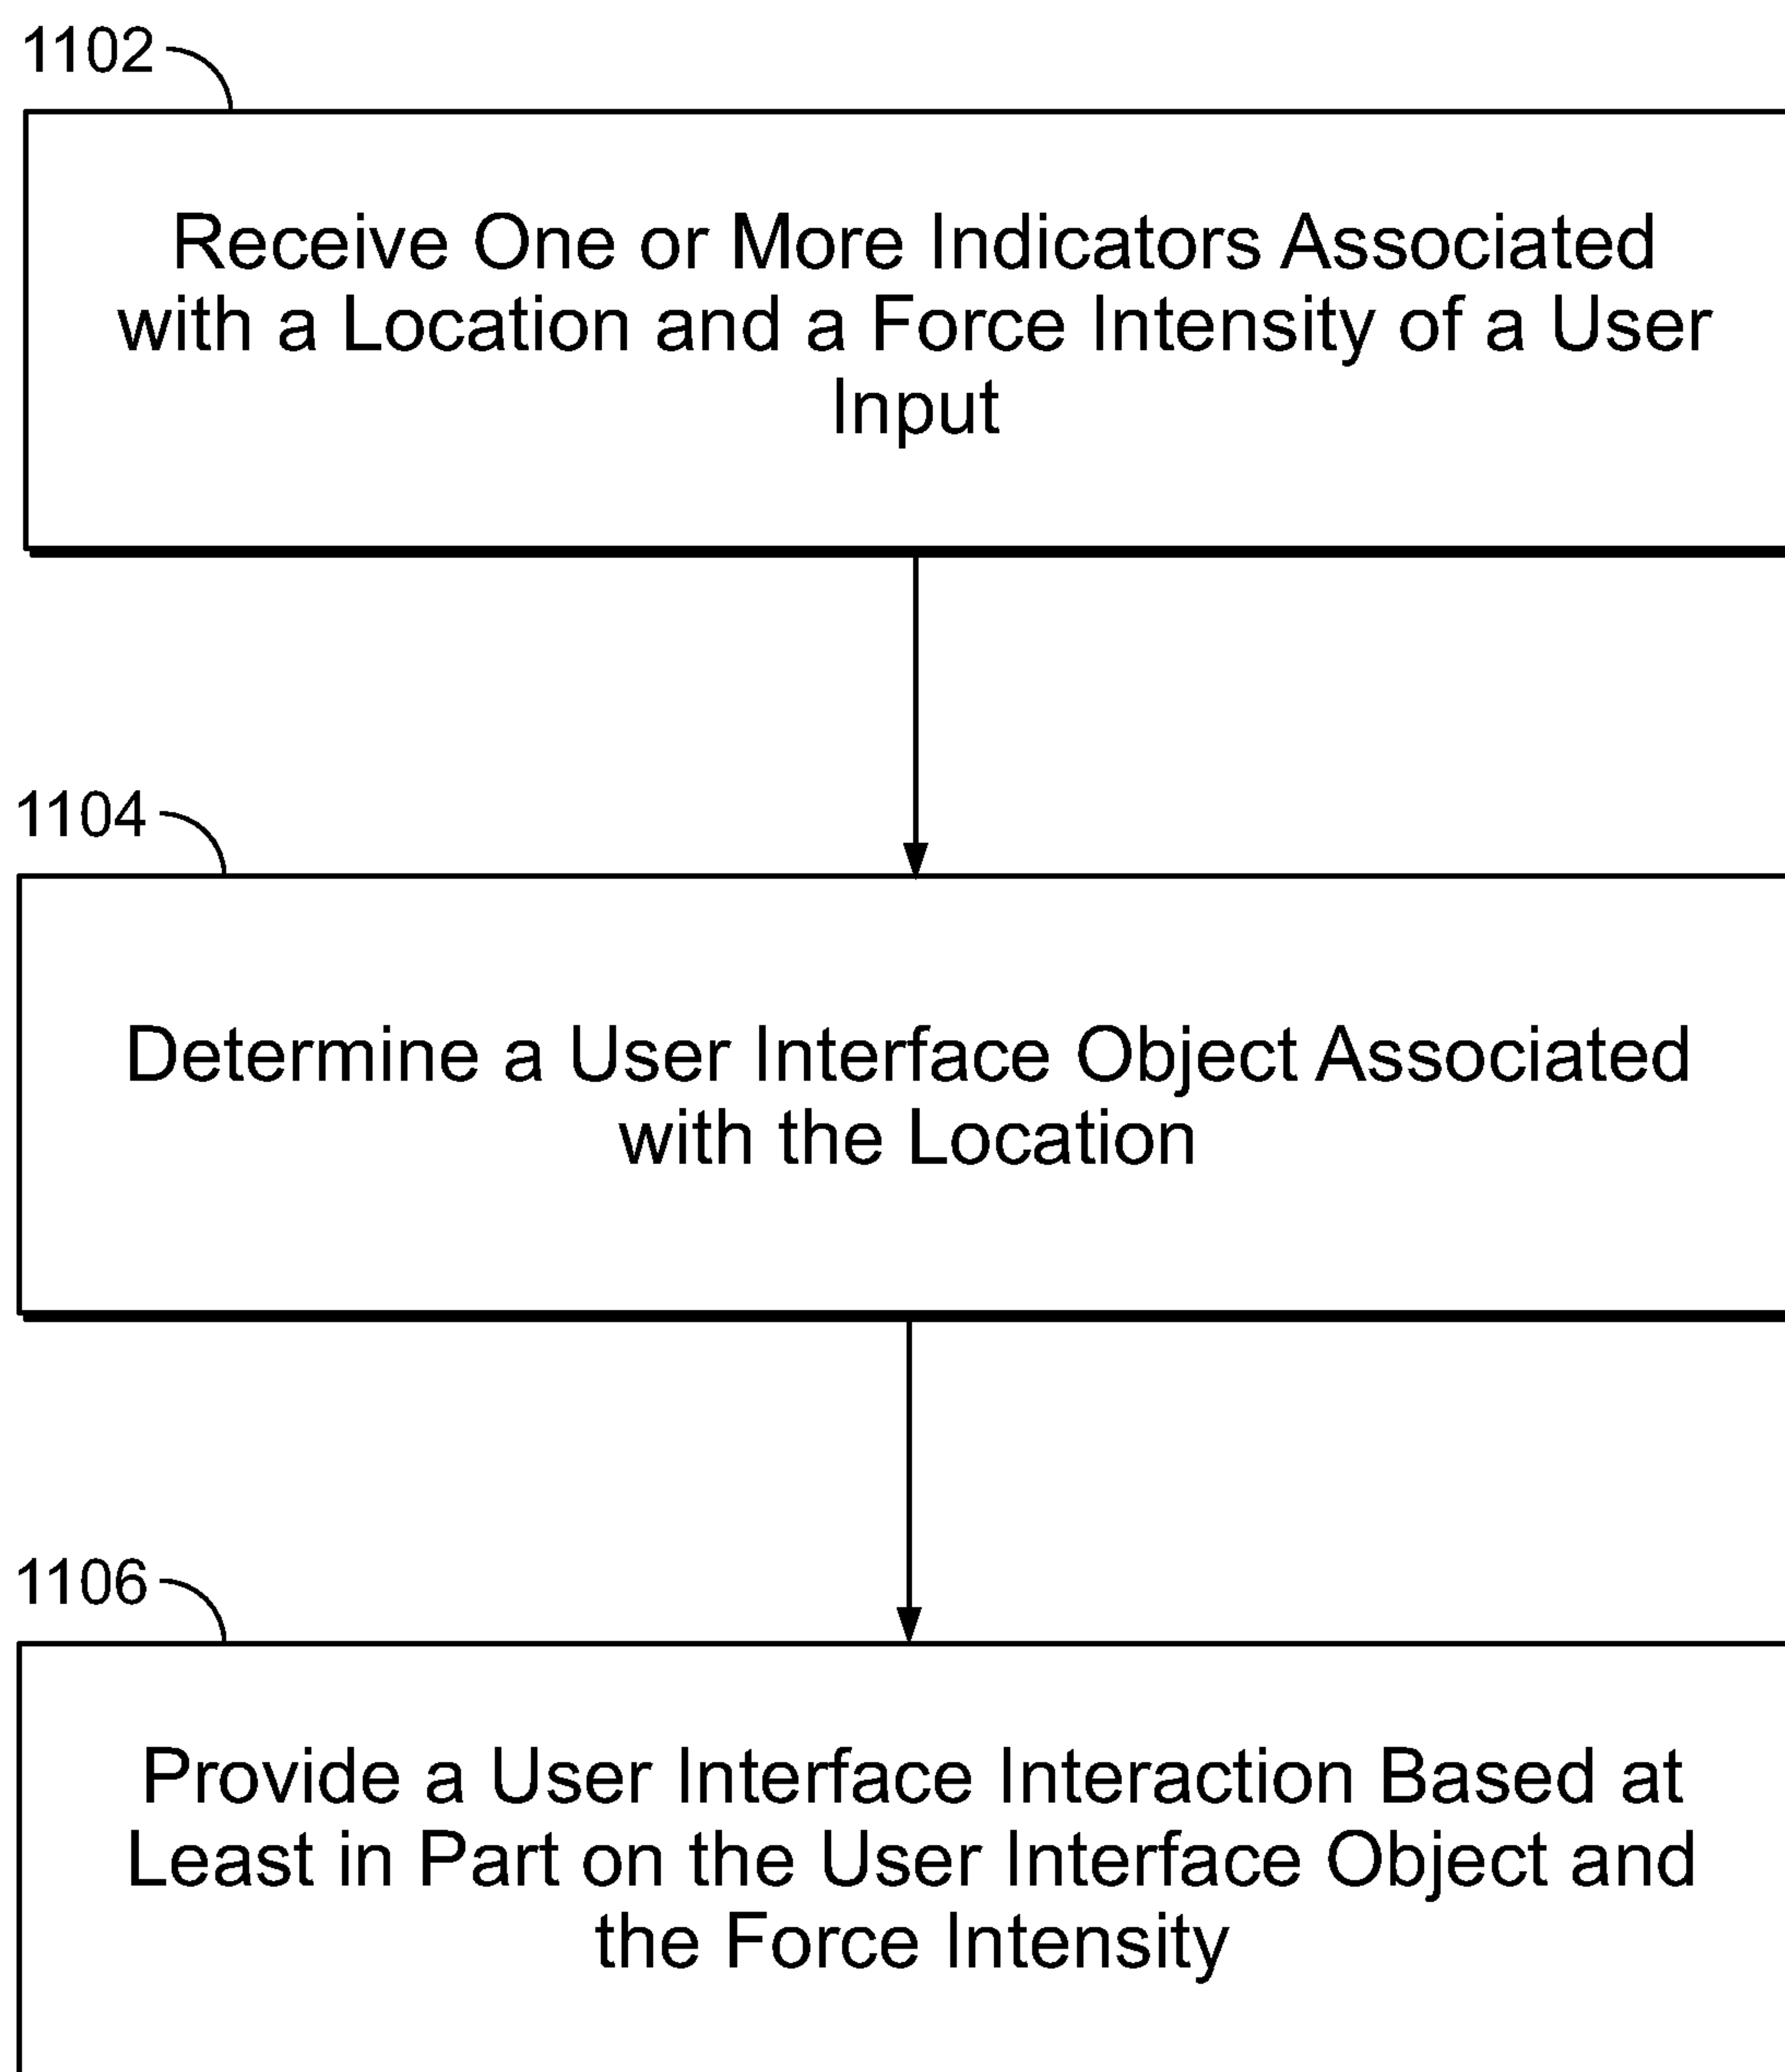 1102
Receive One or More Indicators Associated
with a Location and a Force Intensity of a User
Input
1104
Determine a User Interface Object Associated
with the Location
1106
Provide a User Interface Interaction Based at
Least in Part on the User Interface Object and
the Force Intensity